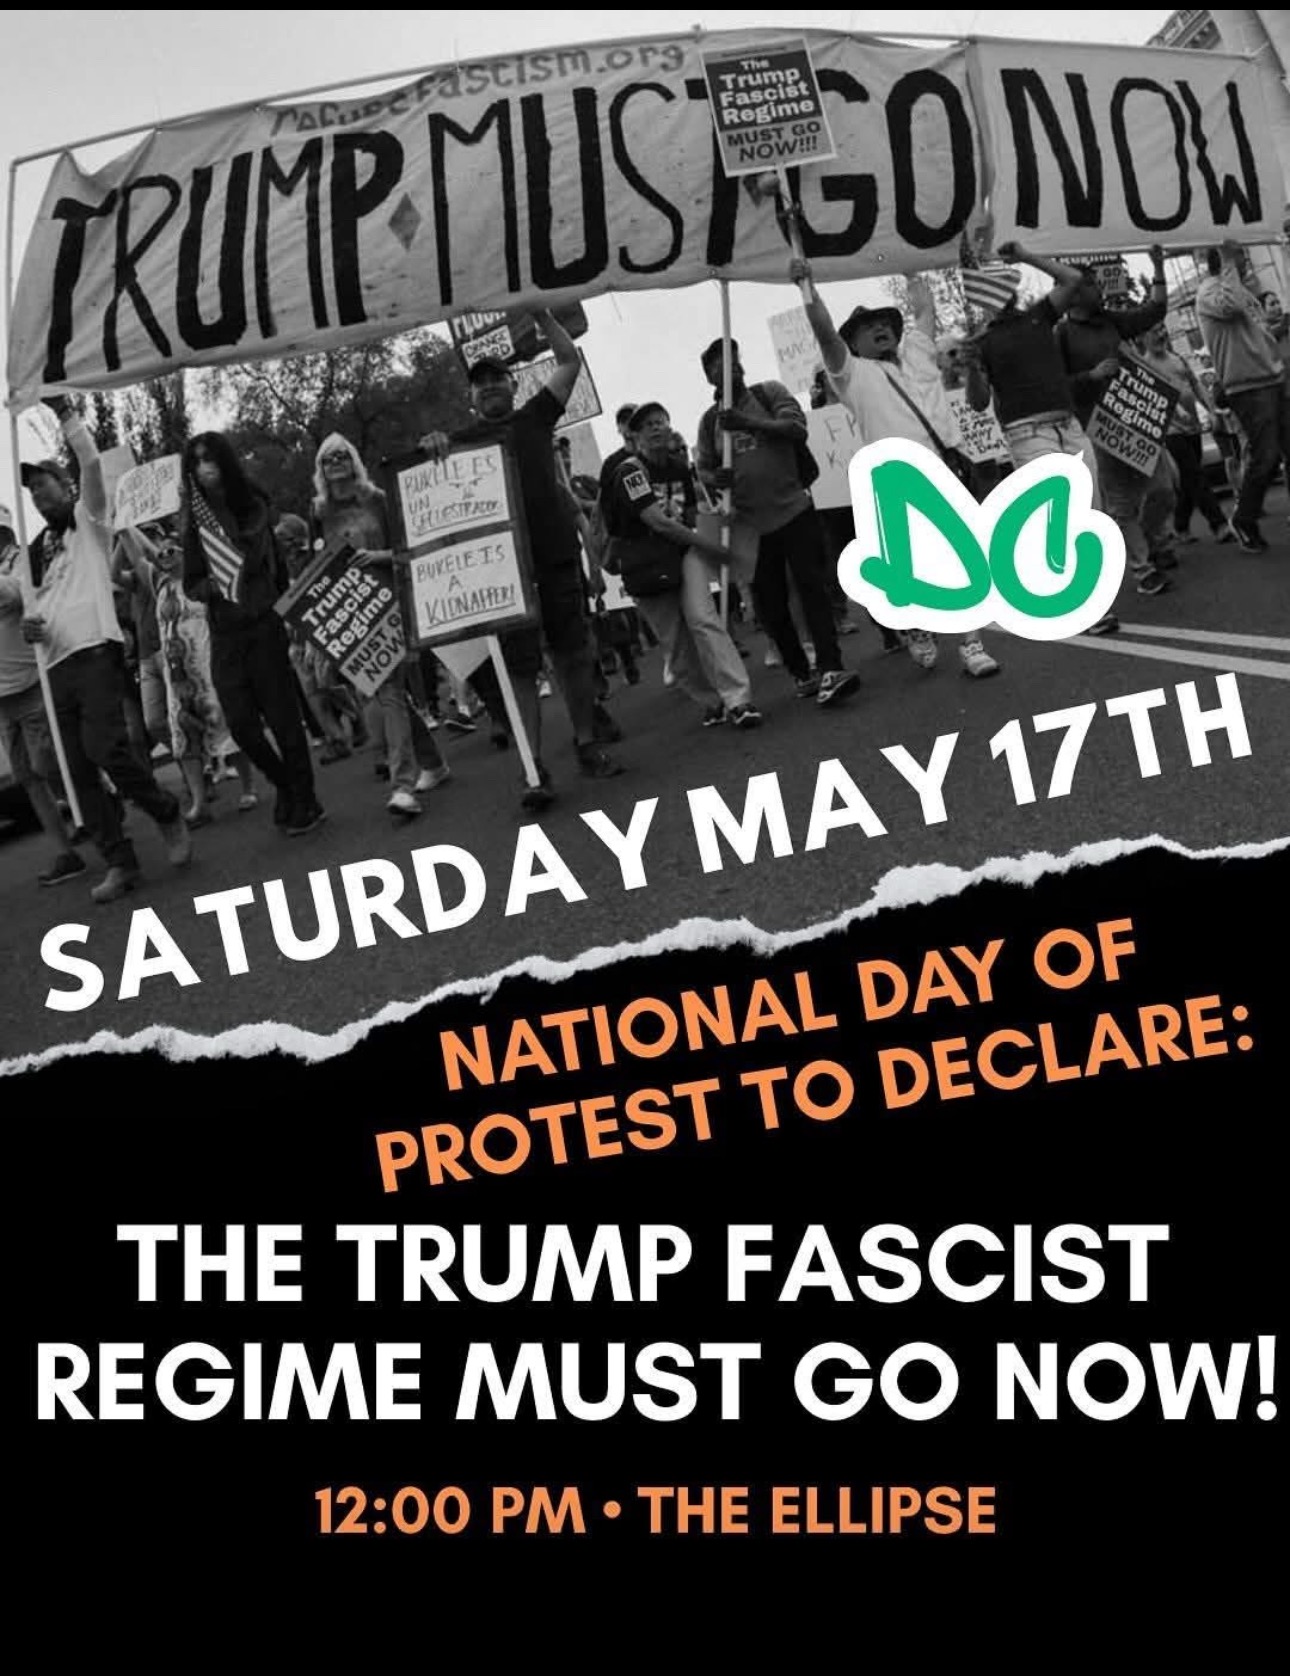 RefuseFascism.org
TRUMP MUST GO NOW
The
Trump
Fascist
Regime
MUST GO
NOW!!!
BUKELE ES
UN
SECUESTRADOR
BUKELE IS
A
KIDNAPPER!
The
Trump
Fascist
Regime
MUST GO
NOW
The
Trump
Fascist
Regime
MUST GO
NOW!!!
DC
SATURDAY MAY 17TH
NATIONAL DAY OF
PROTEST TO DECLARE:
THE TRUMP FASCIST
REGIME MUST GO NOW!
12:00 PM • THE ELLIPSE